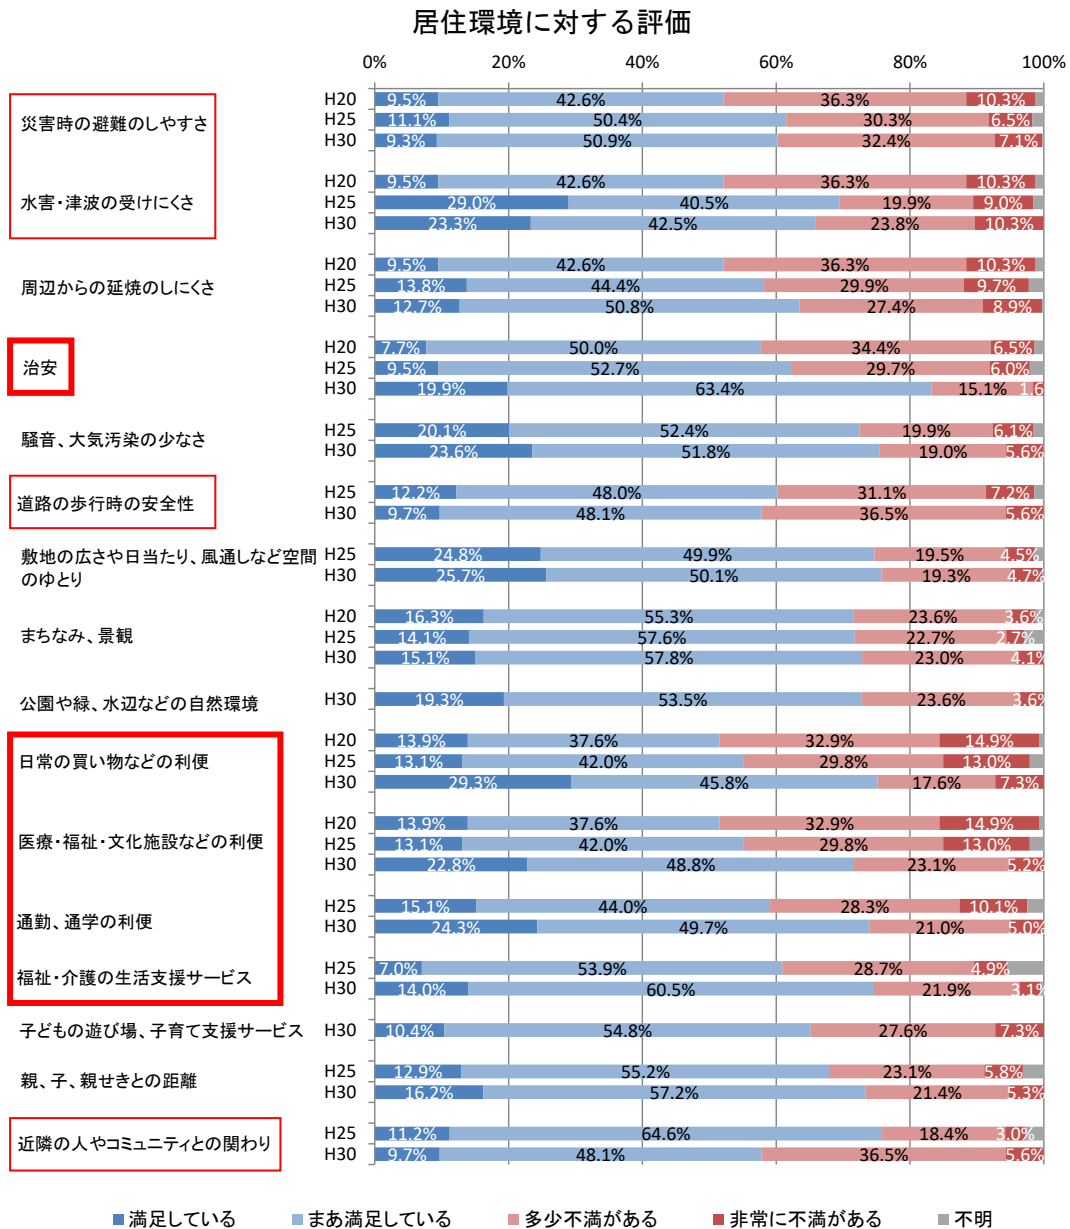 居住環境に対する評価
0% 20% 40% 60% 80% 100%
災害時の避難のしやすさ
H20 9.5% 42.6% 36.3% 10.3%
H25 11.1% 50.4% 30.3% 6.5%
H30 9.3% 50.9% 32.4% 7.1%
水害・津波の受けにくさ
H20 9.5% 42.6% 36.3% 10.3%
H25 29.0% 40.5% 19.9% 9.0%
H30 23.3% 42.5% 23.8% 10.3%
周辺からの延焼のしにくさ
H20 9.5% 42.6% 36.3% 10.3%
H25 13.8% 44.4% 29.9% 9.7%
H30 12.7% 50.8% 27.4% 8.9%
治安
H20 7.7% 50.0% 34.4% 6.5%
H25 9.5% 52.7% 29.7% 6.0%
H30 19.9% 63.4% 15.1% 1.6
騒音、大気汚染の少なさ
H25 20.1% 52.4% 19.9% 6.1%
H30 23.6% 51.8% 19.0% 5.6%
道路の歩行時の安全性
H25 12.2% 48.0% 31.1% 7.2%
H30 9.7% 48.1% 36.5% 5.6%
敷地の広さや日当たり、風通しなど空間
のゆとり
H25 24.8% 49.9% 19.5% 4.5%
H30 25.7% 50.1% 19.3% 4.7%
まちなみ、景観
H20 16.3% 55.3% 23.6% 3.6%
H25 14.1% 57.6% 22.7% 2.7%
H30 15.1% 57.8% 23.0% 4.1%
公園や緑、水辺などの自然環境
H30 19.3% 53.5% 23.6% 3.6%
日常の買い物などの利便
H20 13.9% 37.6% 32.9% 14.9%
H25 13.1% 42.0% 29.8% 13.0%
H30 29.3% 45.8% 17.6% 7.3%
医療・福祉・文化施設などの利便
H20 13.9% 37.6% 32.9% 14.9%
H25 13.1% 42.0% 29.8% 13.0%
H30 22.8% 48.8% 23.1% 5.2%
通勤、通学の利便
H25 15.1% 44.0% 28.3% 10.1%
H30 24.3% 49.7% 21.0% 5.0%
福祉・介護の生活支援サービス
H25 7.0% 53.9% 28.7% 4.9%
H30 14.0% 60.5% 21.9% 3.1%
子どもの遊び場、子育て支援サービス
H30 10.4% 54.8% 27.6% 7.3%
親、子、親せきとの距離
H25 12.9% 55.2% 23.1% 5.8%
H30 16.2% 57.2% 21.4% 5.3%
近隣の人やコミュニティとの関わり
H25 11.2% 64.6% 18.4% 3.0%
H30 9.7% 48.1% 36.5% 5.6%
満足している まあ満足している 多少不満がある 非常に不満がある 不明